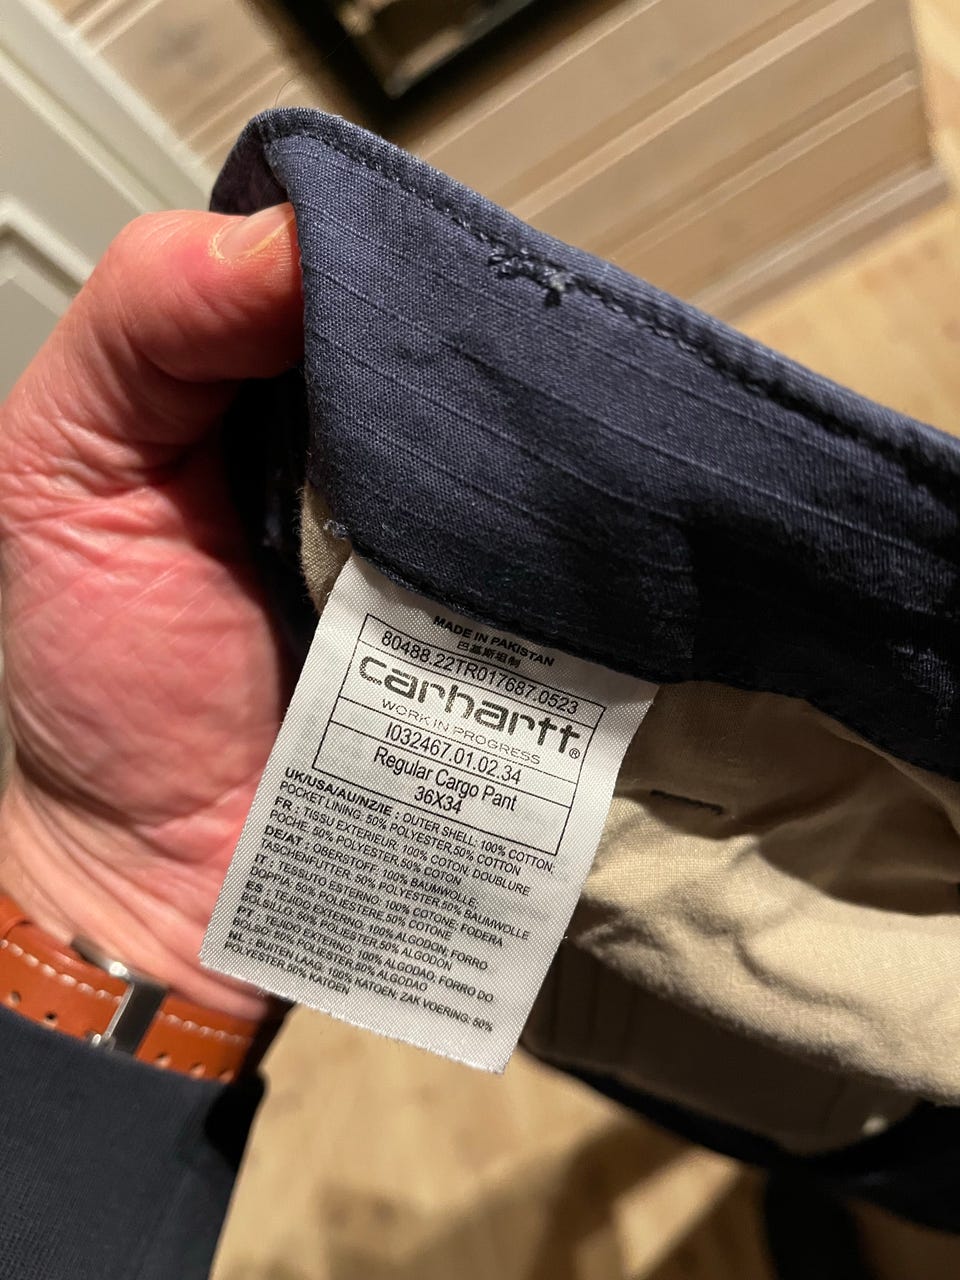 MADE IN PAKISTAN
巴基斯坦制
80488.22TR017687.0523
carhartt®
WORK IN PROGRESS
I032467.01.02.34
Regular Cargo Pant
36X34
UK/USA/AU/NZ/IE : OUTER SHELL: 100% COTTON,
POCKET LINING: 50% POLYESTER,50% COTTON
FR : TISSU EXTERIEUR: 100% COTON, DOUBLURE
POCHE: 50% POLYESTER,50% COTON
DE/AT : OBERSTOFF: 100% BAUMWOLLE,
TASCHENFUTTER: 50% POLYESTER,50% BAUMWOLLE
IT : TESSUTO ESTERNO: 100% COTONE, FODERA
DOPPIA: 50% POLIESTERE,50% COTONE
ES : TEJIDO EXTERNO: 100% ALGODON, FORRO
BOLSILLO: 50% POLIESTER,50% ALGODON
PT : TEJIDO EXTERNO: 100% ALGODAO, FORRO DO
BOLSO: 50% POLIESTER,50% ALGODAO
NL : BUITEN LANG: 100% KATOEN, ZAK VOERING: 50%
POLYESTER,50% KATOEN